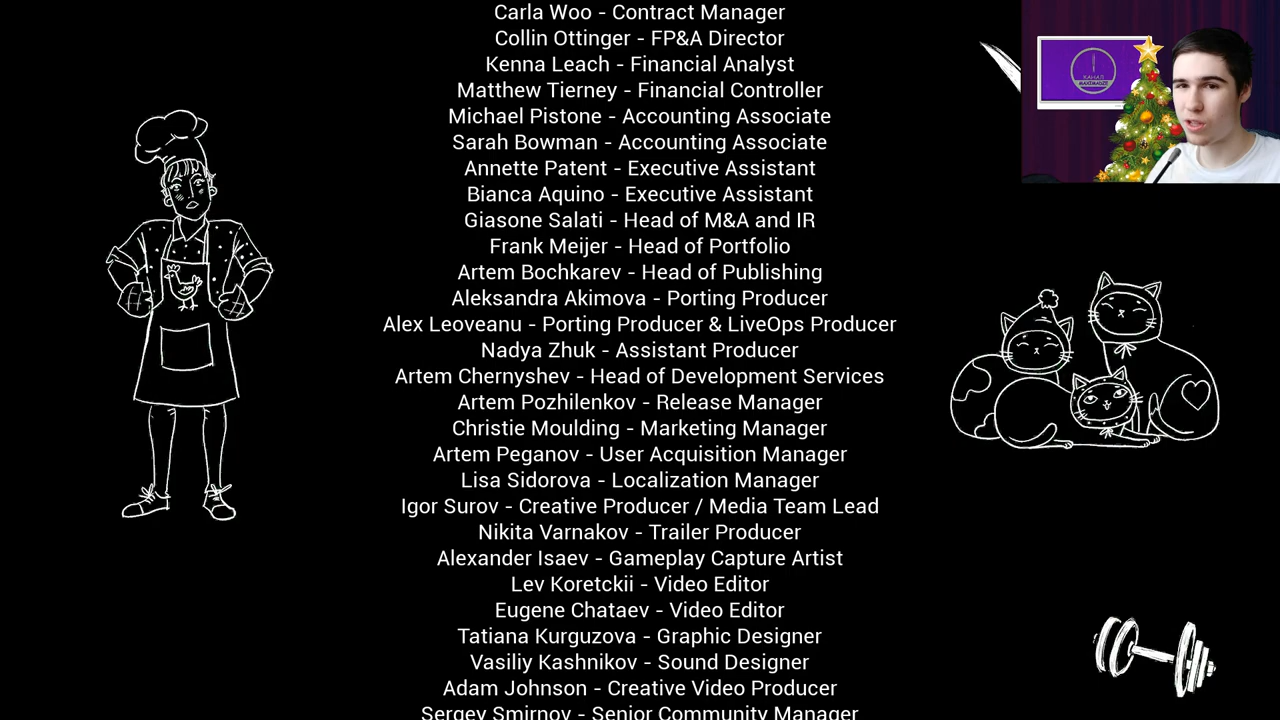 Carla Woo - Contract Manager
Collin Ottinger - FP&A Director
Kenna Leach - Financial Analyst
Matthew Tierney - Financial Controller
Michael Pistone - Accounting Associate
Sarah Bowman - Accounting Associate
Annette Patent - Executive Assistant
Bianca Aquino - Executive Assistant
Giasone Salati - Head of M&A and IR
Frank Meijer - Head of Portfolio
Artem Bochkarev - Head of Publishing
Aleksandra Akimova - Porting Producer
Alex Leoveanu - Porting Producer & LiveOps Producer
Nadya Zhuk - Assistant Producer
Artem Chernyshev - Head of Development Services
Artem Pozhilenkov - Release Manager
Christie Moulding - Marketing Manager
Artem Peganov - User Acquisition Manager
Lisa Sidorova - Localization Manager
Igor Surov - Creative Producer / Media Team Lead
Nikita Varnakov - Trailer Producer
Alexander Isaev - Gameplay Capture Artist
Lev Koretckii - Video Editor
Eugene Chataev - Video Editor
Tatiana Kurguzova - Graphic Designer
Vasiliy Kashnikov - Sound Designer
Adam Johnson - Creative Video Producer
Sergey Smirnov - Senior Community Manager
КАНАЛ